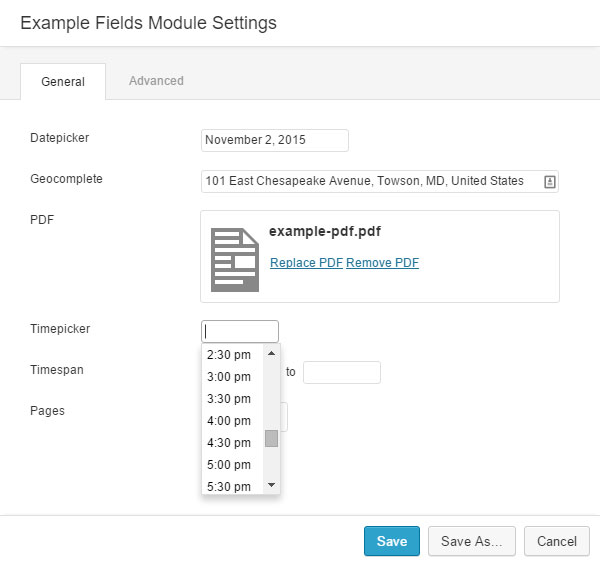 Example Fields Module Settings
General Advanced
Datepicker November 2, 2015
Geocomplete 101 East Chesapeake Avenue, Towson, MD, United States
PDF example-pdf.pdf
Replace PDF Remove PDF
Timepicker
2:30 pm
Timespan 3:00 pm to
3:30 pm
Pages 4:00 pm
4:30 pm
5:00 pm
5:30 pm
Save Save As... Cancel